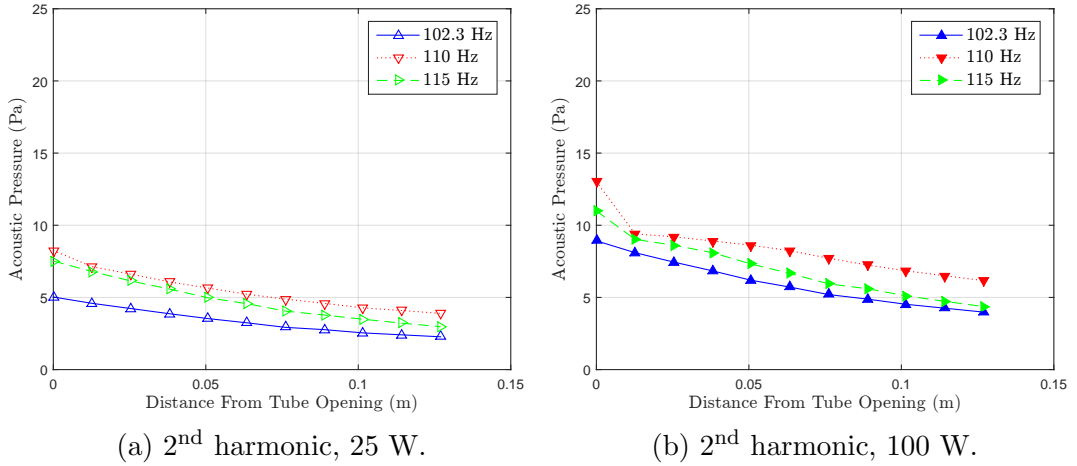 25
20
15
10
5
0
Acoustic Pressure (Pa)
102.3 Hz
110 Hz
115 Hz
0
0.05
0.1
0.15
Distance From Tube Opening (m)
(a) 2nd harmonic, 25 W.
25
20
15
10
5
0
Acoustic Pressure (Pa)
102.3 Hz
110 Hz
115 Hz
0
0.05
0.1
0.15
Distance From Tube Opening (m)
(b) 2nd harmonic, 100 W.